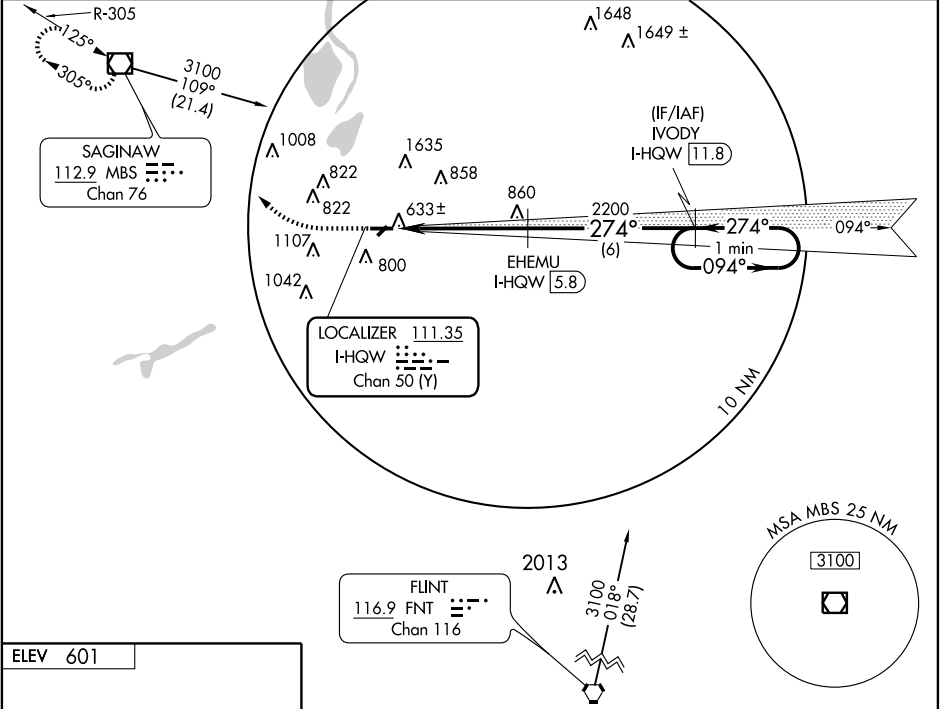 R-305
125°
305°
3100
109°
(21.4)
SAGINAW
112.9 MBS
Chan 76
1648
1649 ±
(IF/IAF)
IVODY
I-HQW 11.8
1008
1635
822
858
822
633±
860
2200
274°
(6)
274°
094°
1 min
094°
1107
800
1042
EHEMU
I-HQW 5.8
LOCALIZER 111.35
I-HQW
Chan 50 (Y)
10 NM
MSA MBS 25 NM
3100
2013
3100
018°
(28.7)
FLINT
116.9 FNT
Chan 116
ELEV 601